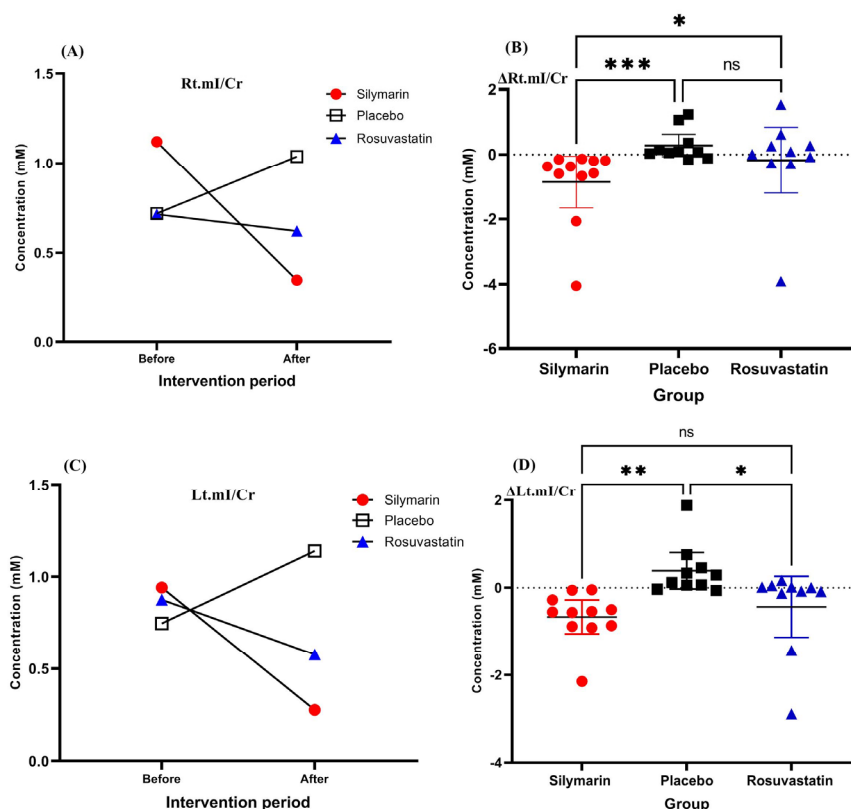 (A)
Rt.mI/Cr
Silymarin
Placebo
Rosuvastatin
Concentration (mM)
1.5
1.0
0.5
0.0
Before
After
Intervention period
(B)
*
***
ns
ΔRt.mI/Cr
Concentration (mM)
2
0
-2
-4
-6
Silymarin
Placebo
Rosuvastatin
Group
(C)
Lt.mI/Cr
Silymarin
Placebo
Rosuvastatin
Concentration (mM)
1.5
1.0
0.5
0.0
Before
After
Intervention period
ns
(D)
**
*
ΔLt.mI/Cr
Concentration (mM)
2
0
-2
-4
Silymarin
Placebo
Rosuvastatin
Group